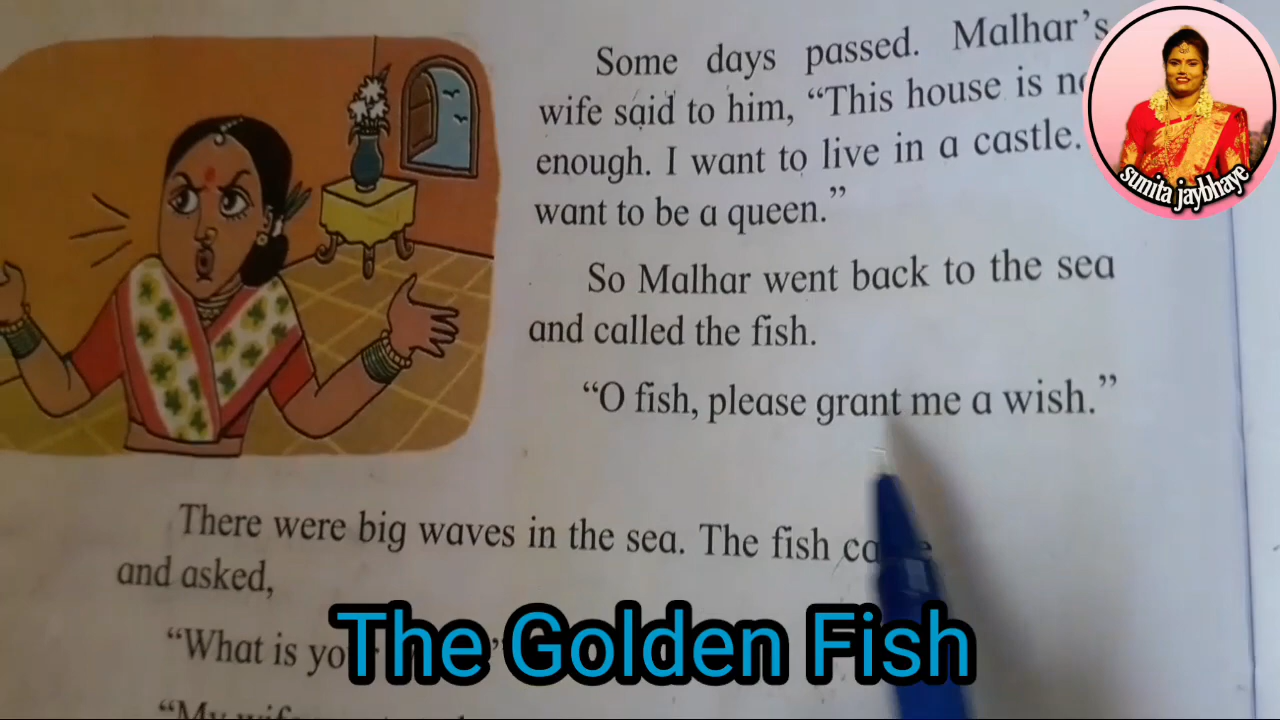 Some days passed. Malhar's
wife said to him, “This house is
enough. I want to live in a castle.
want to be a queen.”
So Malhar went back to the sea
and called the fish.
“O fish, please grant me a wish.”
There were big waves in the sea. The fish
and asked,
“What is
“My
The Golden Fish
sunita jaybhaye